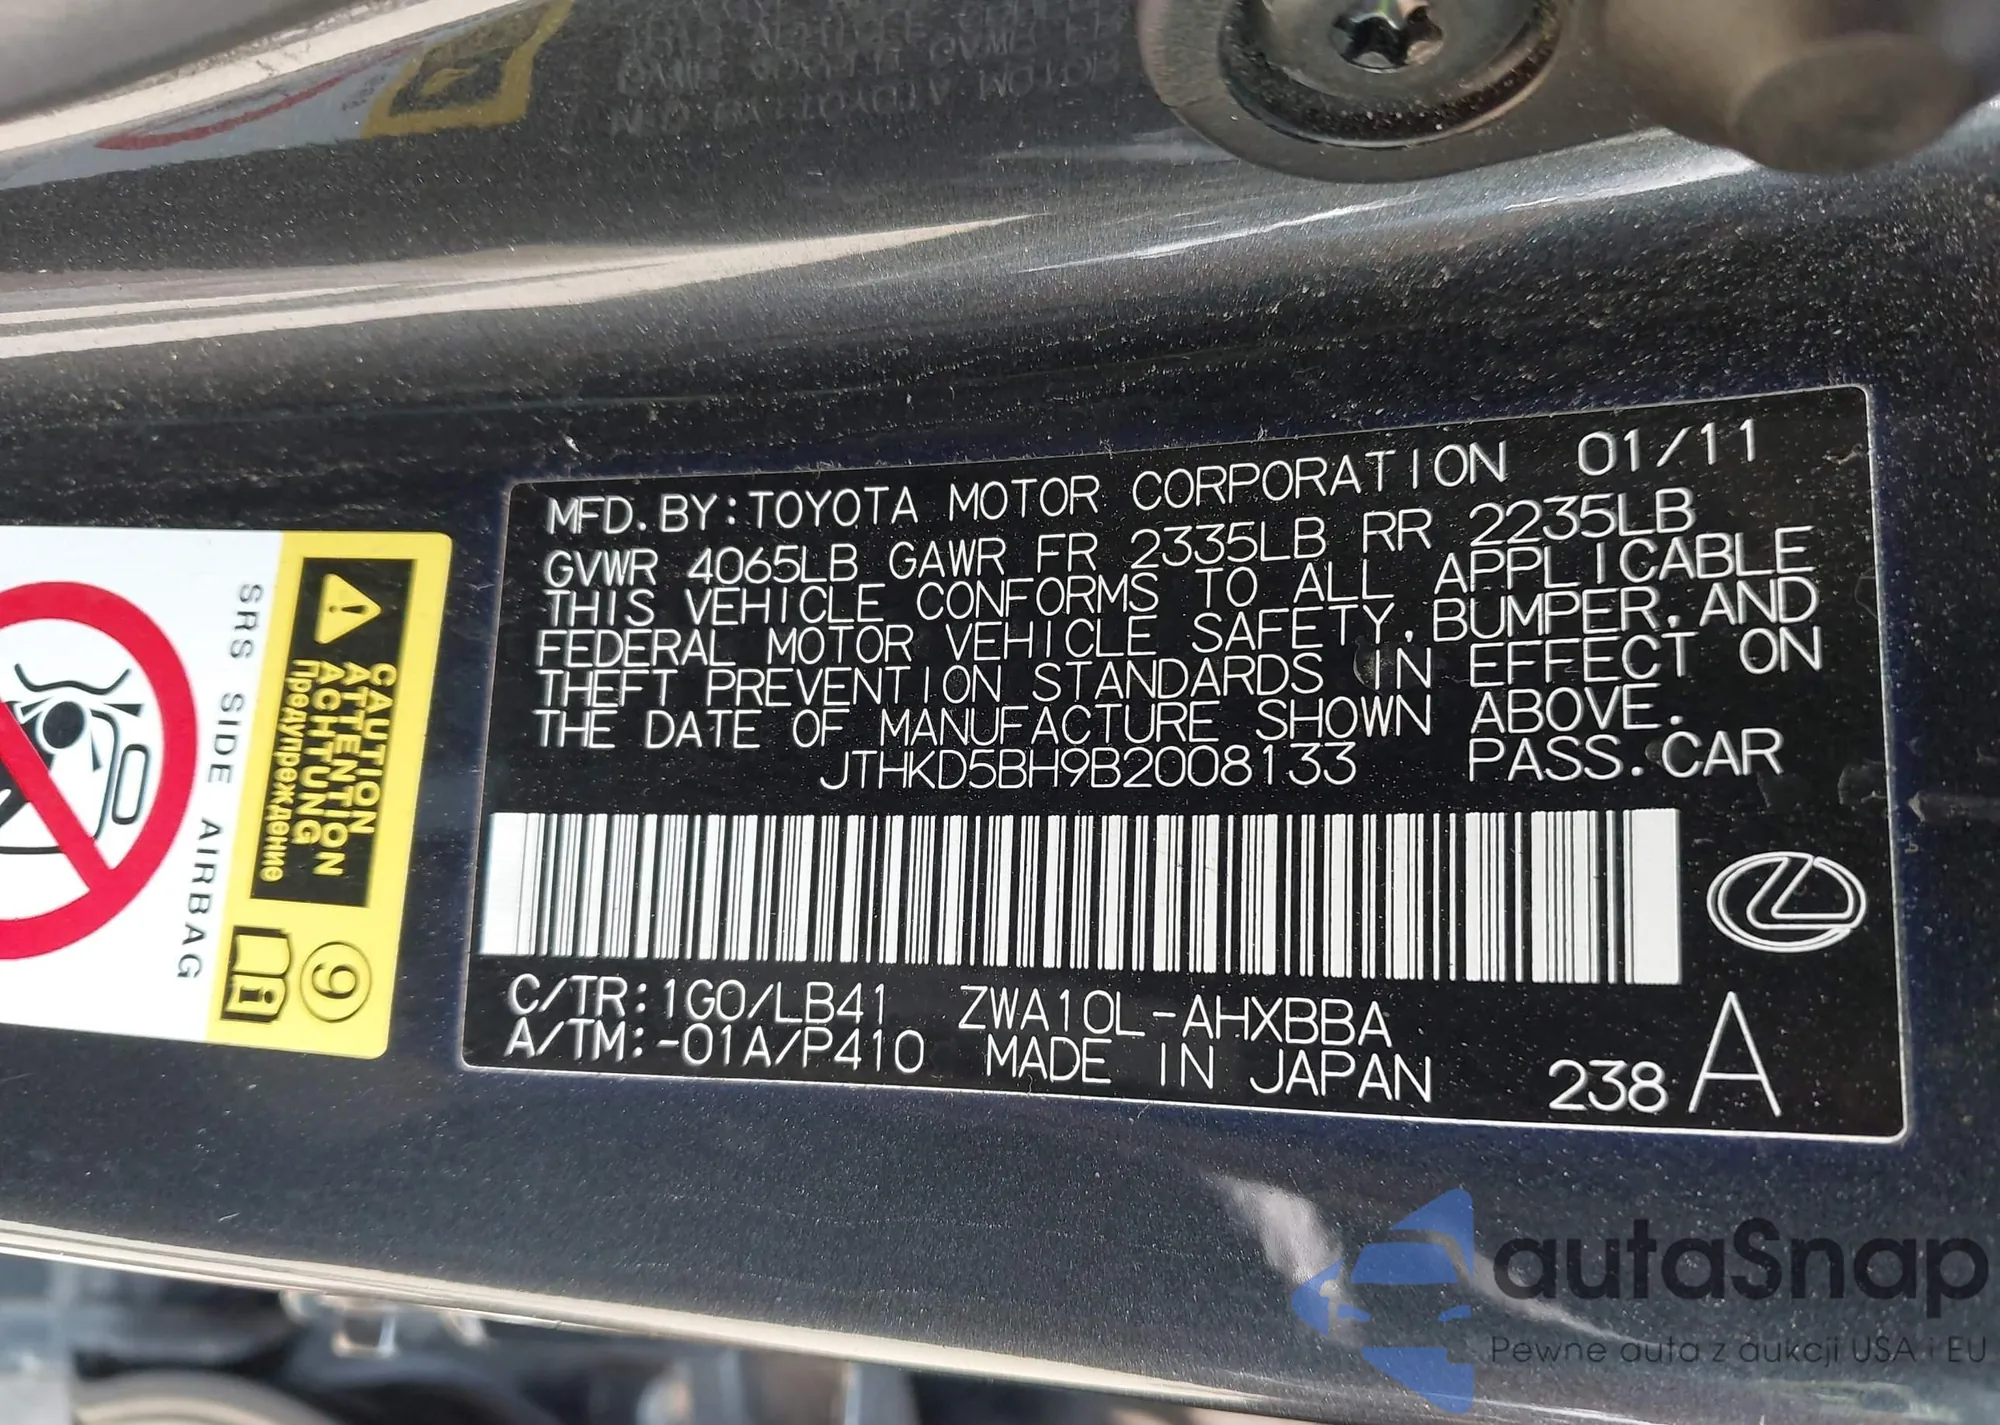 MFD. BY: TOYOTA MOTOR CORPORATION 01/11
GVWR 4065LB GAWR FR 2335LB RR 2235LB
THIS VEHICLE CONFORMS TO ALL APPLICABLE
FEDERAL MOTOR VEHICLE SAFETY, BUMPER, AND
THEFT PREVENTION STANDARDS IN EFFECT ON
THE DATE OF MANUFACTURE SHOWN ABOVE.
JTHKD5BH9B2008133 PASS. CAR
C/TR: 1G0/LB41 ZWA10L-AHXBBA
A/TM: -01A/P410 MADE IN JAPAN 238 A
CAUTION
ATTENTION
ACHTUNG
Предупреждение
SRS SIDE AIRBAG
9
autoSnap
Pewne auta z aukcji USA i EU